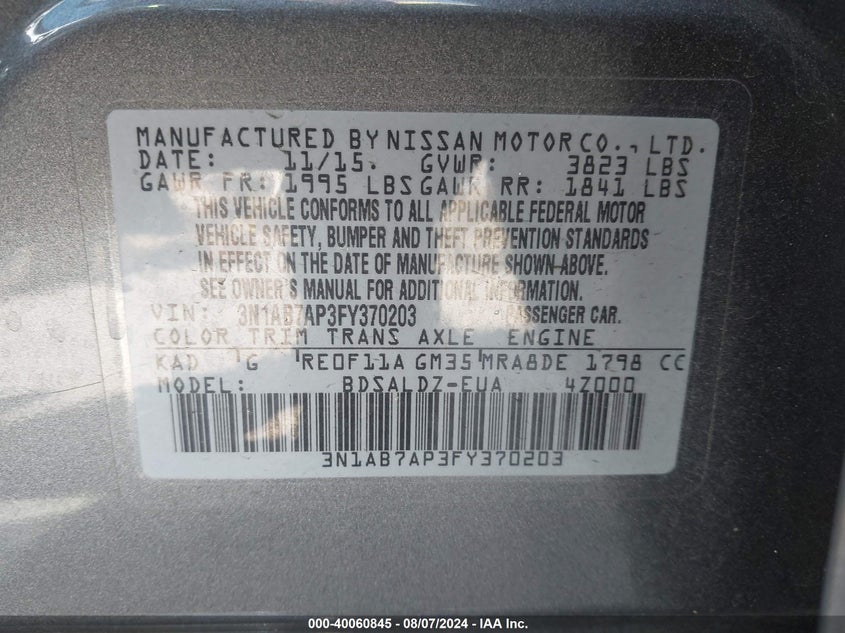 MANUFACTURED BY NISSAN MOTOR CO., LTD.
DATE: 11/15 GVWR: 3823 LBS
GAWR FR: 1995 LBS GAWR RR: 1841 LBS
THIS VEHICLE CONFORMS TO ALL APPLICABLE FEDERAL MOTOR
VEHICLE SAFETY, BUMPER AND THEFT PREVENTION STANDARDS
IN EFFECT ON THE DATE OF MANUFACTURE SHOWN ABOVE.
SEE OWNER'S MANUAL FOR ADDITIONAL INFORMATION.
VIN: 3N1AB7AP3FY370203 PASSENGER CAR.
COLOR TRIM TRANS AXLE ENGINE
KAD G RE0F11A GM35 MRA8DE 1798 CC
MODEL: BDSALDZ-EUA 4Z000
3N1AB7AP3FY370203
000-40060845 - 08/07/2024 - IAA Inc.